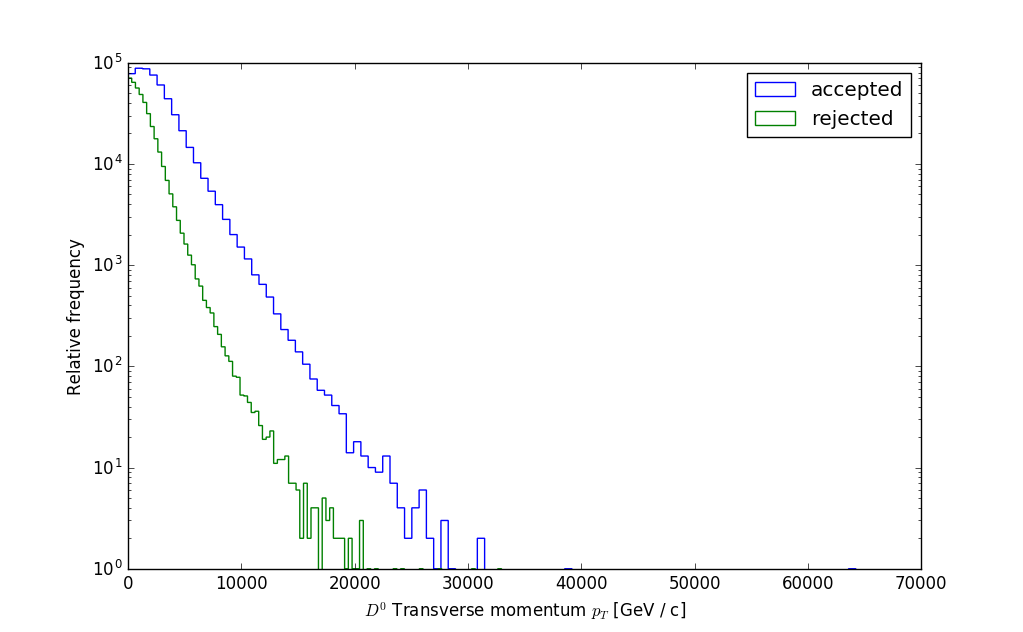 10^5
10^4
10^3
10^2
10^1
10^0
Relative frequency
accepted
rejected
0 10000 20000 30000 40000 50000 60000 70000
D^0 Transverse momentum p_T [GeV / c]